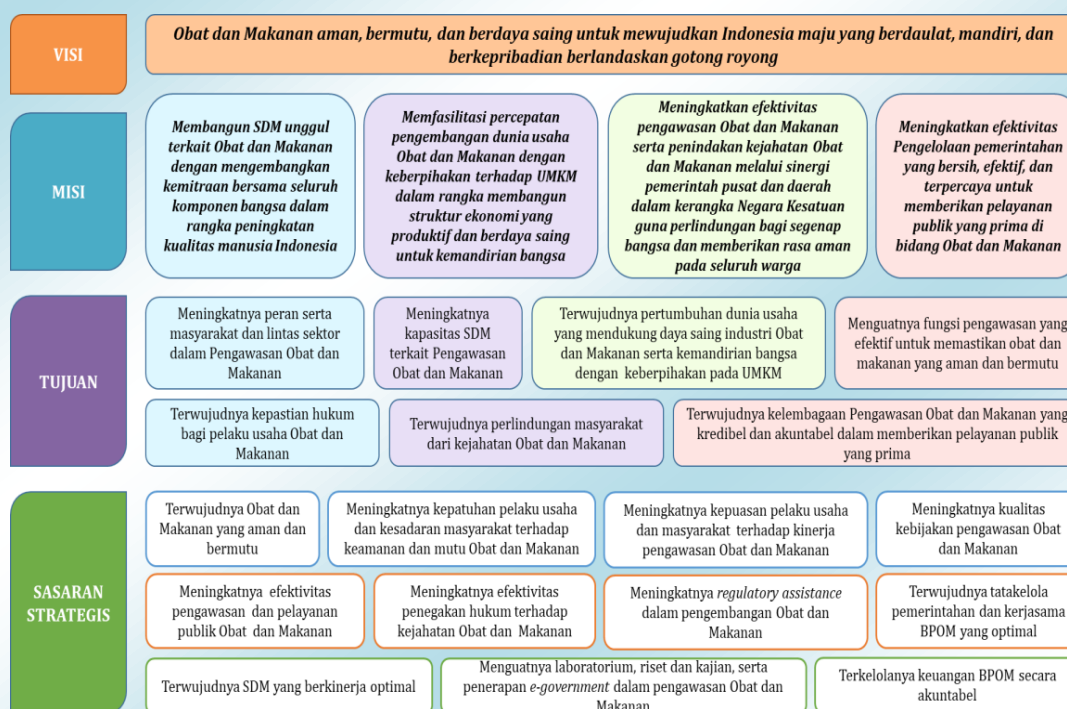 VISI
Obat dan Makanan aman, bermutu, dan berdaya saing untuk mewujudkan Indonesia maju yang berdaulat, mandiri, dan
berkepribadian berlandaskan gotong royong
MISI
Membangun SDM unggul
terkait Obat dan Makanan
dengan mengembangkan
kemitraan bersama seluruh
komponen bangsa dalam
rangka peningkatan
kualitas manusia Indonesia
Memfasilitasi percepatan
pengembangan dunia usaha
Obat dan Makanan dengan
keberpihakan terhadap UMKM
dalam rangka membangun
struktur ekonomi yang
produktif dan berdaya saing
untuk kemandirian bangsa
Meningkatkan efektivitas
pengawasan Obat dan Makanan
serta penindakan kejahatan Obat
dan Makanan melalui sinergi
pemerintah pusat dan daerah
dalam kerangka Negara Kesatuan
guna perlindungan bagi segenap
bangsa dan memberikan rasa aman
pada seluruh warga
Meningkatkan efektivitas
Pengelolaan pemerintahan
yang bersih, efektif, dan
terpercaya untuk
memberikan pelayanan
publik yang prima di
bidang Obat dan Makanan
TUJUAN
Meningkatnya peran serta
masyarakat dan lintas sektor
dalam Pengawasan Obat dan
Makanan
Meningkatnya
kapasitas SDM
terkait Pengawasan
Obat dan Makanan
Terwujudnya pertumbuhan dunia usaha
yang mendukung daya saing industri Obat
dan Makanan serta kemandirian bangsa
dengan keberpihakan pada UMKM
Menguatnya fungsi pengawasan yang
efektif untuk memastikan obat dan
makanan yang aman dan bermutu
Terwujudnya kepastian hukum
bagi pelaku usaha Obat dan
Makanan
Terwujudnya perlindungan masyarakat
dari kejahatan Obat dan Makanan
Terwujudnya kelembagaan Pengawasan Obat dan Makanan yang
kredibel dan akuntabel dalam memberikan pelayanan publik
yang prima
SASARAN
STRATEGIS
Terwujudnya Obat dan
Makanan yang aman dan
bermutu
Meningkatnya kepatuhan pelaku usaha
dan kesadaran masyarakat terhadap
keamanan dan mutu Obat dan Makanan
Meningkatnya kepuasan pelaku usaha
dan masyarakat terhadap kinerja
pengawasan Obat dan Makanan
Meningkatnya kualitas
kebijakan pengawasan Obat
dan Makanan
Meningkatnya efektivitas
pengawasan dan pelayanan
publik Obat dan Makanan
Meningkatnya efektivitas
penegakan hukum terhadap
kejahatan Obat dan Makanan
Meningkatnya regulatory assistance
dalam pengembangan Obat dan
Makanan
Terwujudnya tatakelola
pemerintahan dan kerjasama
BPOM yang optimal
Terwujudnya SDM yang berkinerja optimal
Menguatnya laboratorium, riset dan kajian, serta
penerapan e-government dalam pengawasan Obat dan
Makanan
Terkelolanya keuangan BPOM secara
akuntabel